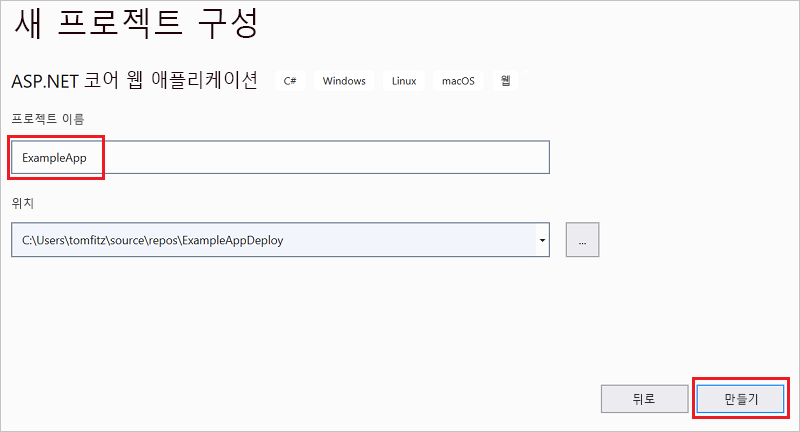 새 프로젝트 구성
ASP.NET 코어 웹 애플리케이션 C# Windows Linux macOS 웹
프로젝트 이름
ExampleApp
위치
C:\Users\tomfitz\source\repos\ExampleAppDeploy ...
뒤로 만들기